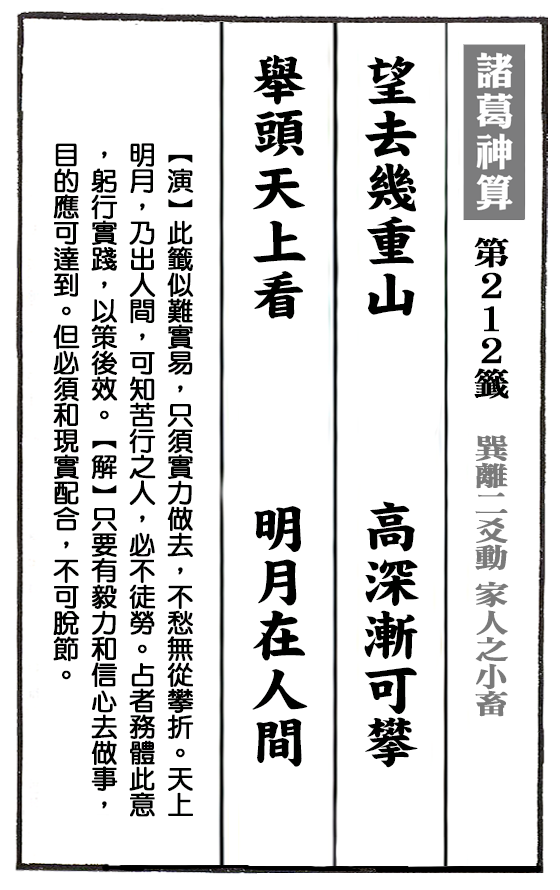 諸葛神算 第212籤 巽離二爻動 家人之小畜
望去幾重山 高深漸可攀
舉頭天上看 明月在人間
【演】此籤似難實易，只須實力做去，不愁無從攀折。天上
明月，乃出人間，可知苦行之人，必不徒勞。占者務體此意
，躬行實踐，以策後效。【解】只要有毅力和信心去做事，
目的應可達到。但必須和現實配合，不可脫節。